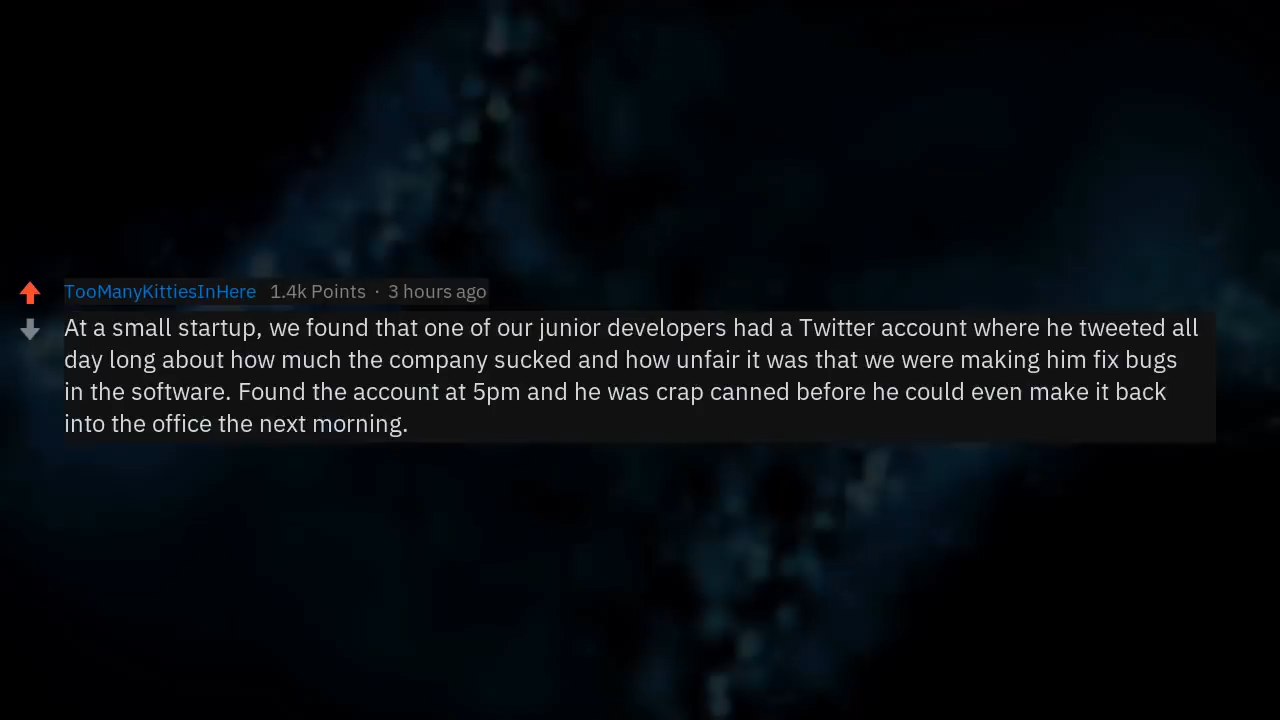 TooManyKittiesInHere 1.4k Points · 3 hours ago
At a small startup, we found that one of our junior developers had a Twitter account where he tweeted all
day long about how much the company sucked and how unfair it was that we were making him fix bugs
in the software. Found the account at 5pm and he was crap canned before he could even make it back
into the office the next morning.